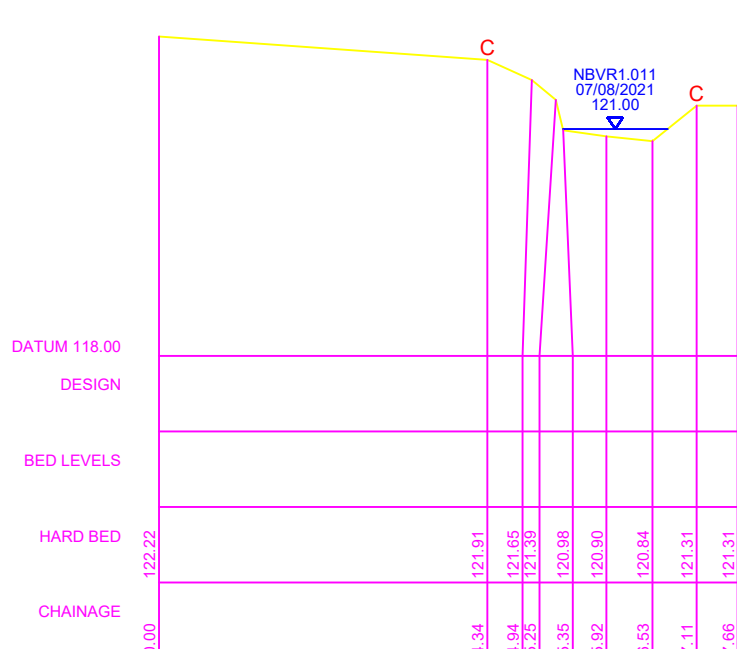 C
NBVR1.011
07/08/2021
121.00
C
DATUM 118.00
DESIGN
BED LEVELS
HARD BED 122.22 121.91 121.65 121.39 120.98 120.90 120.84 121.31 121.31
CHAINAGE